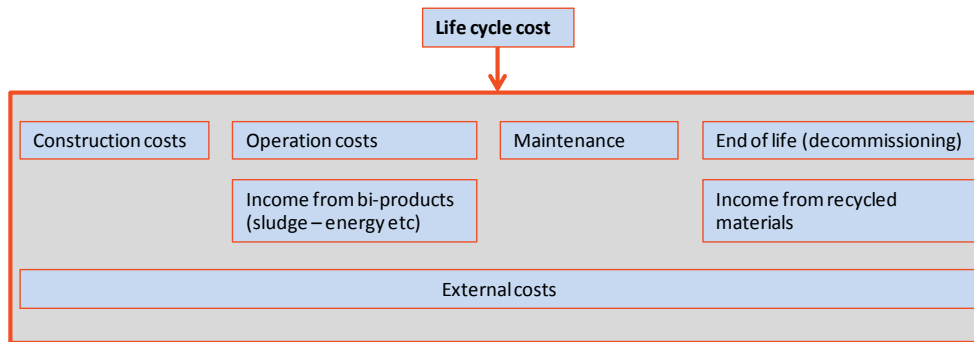 Life cycle cost
Construction costs
Operation costs
Maintenance
End of life (decommissioning)
Income from bi-products
(sludge – energy etc)
Income from recycled
materials
External costs